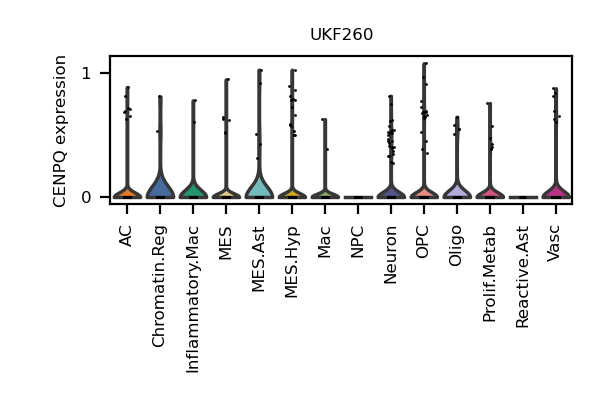 UKF260
CENPQ expression
1
0
AC
Chromatin.Reg
Inflammatory.Mac
MES
MES.Ast
MES.Hyp
Mac
NPC
Neuron
OPC
Oligo
Prolif.Metab
Reactive.Ast
Vasc